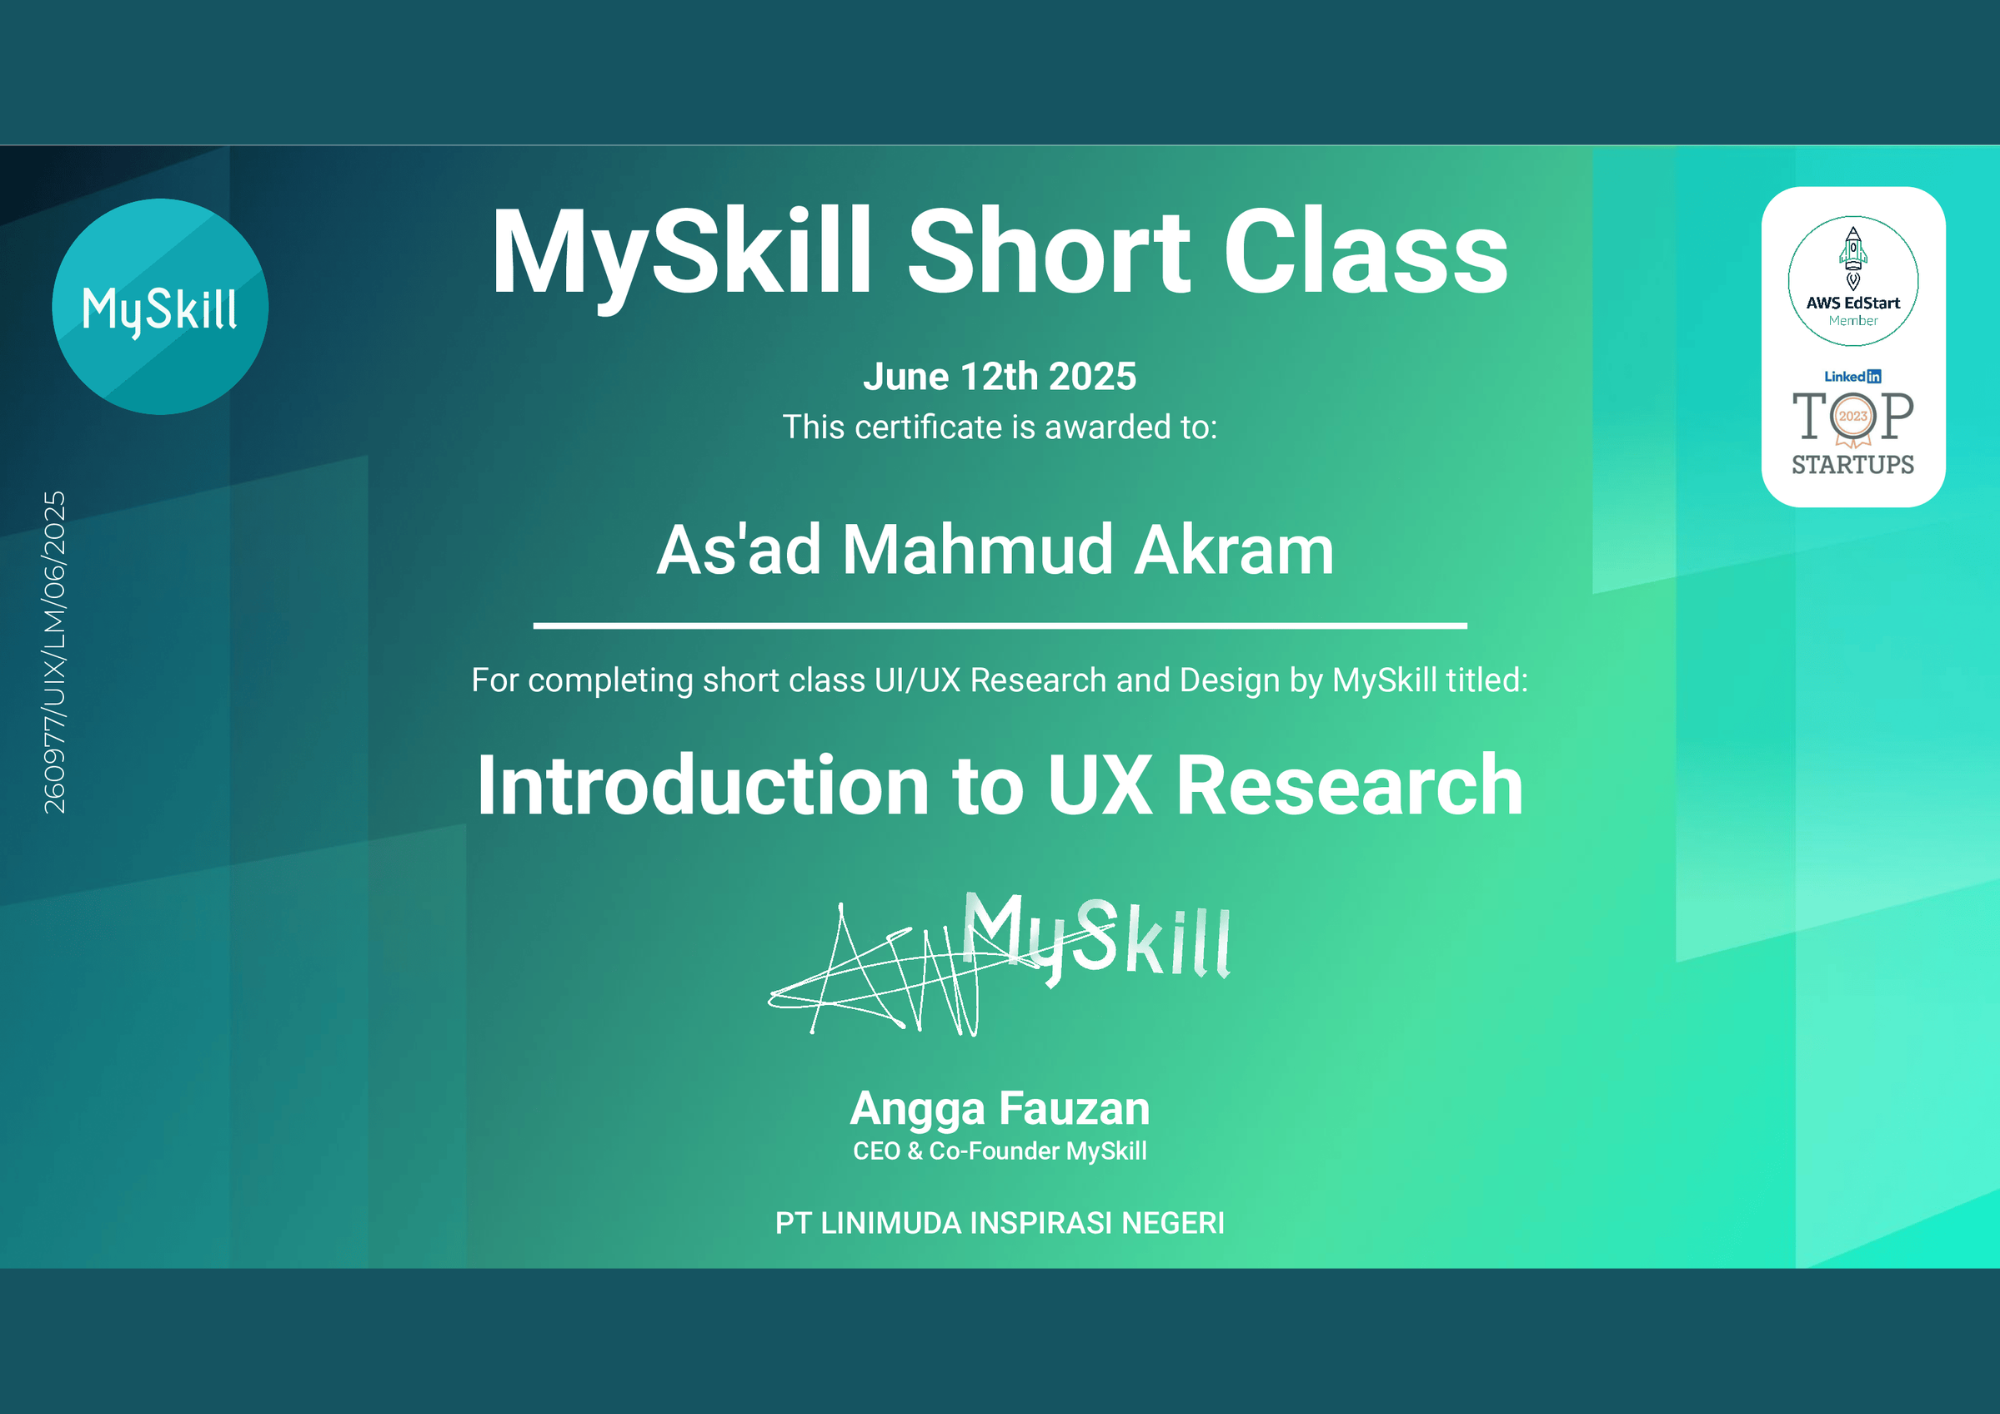 MySkill Short Class
MySkill
AWS EdStart
Member
LinkedIn
TOP
2023
STARTUPS
June 12th 2025
This certificate is awarded to:
As'ad Mahmud Akram
260977/UIX/LM/06/2025
For completing short class UI/UX Research and Design by MySkill titled:
Introduction to UX Research
MySkill
Angga Fauzan
CEO & Co-Founder MySkill
PT LINIMUDA INSPIRASI NEGERI